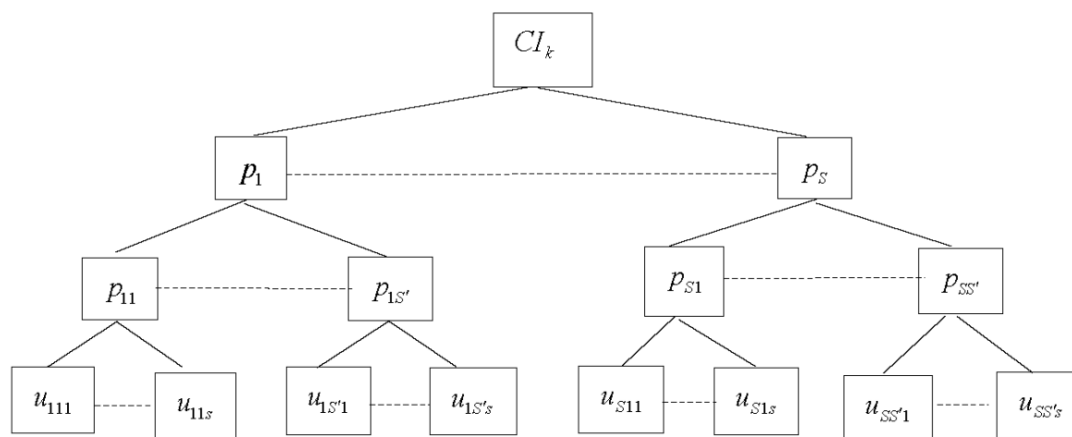 CI_k
p_1 p_S
p_11 p_1S' p_S1 p_SS'
u_111 u_11s u_1S'1 u_1S's u_S11 u_S1s u_SS'1 u_SS's